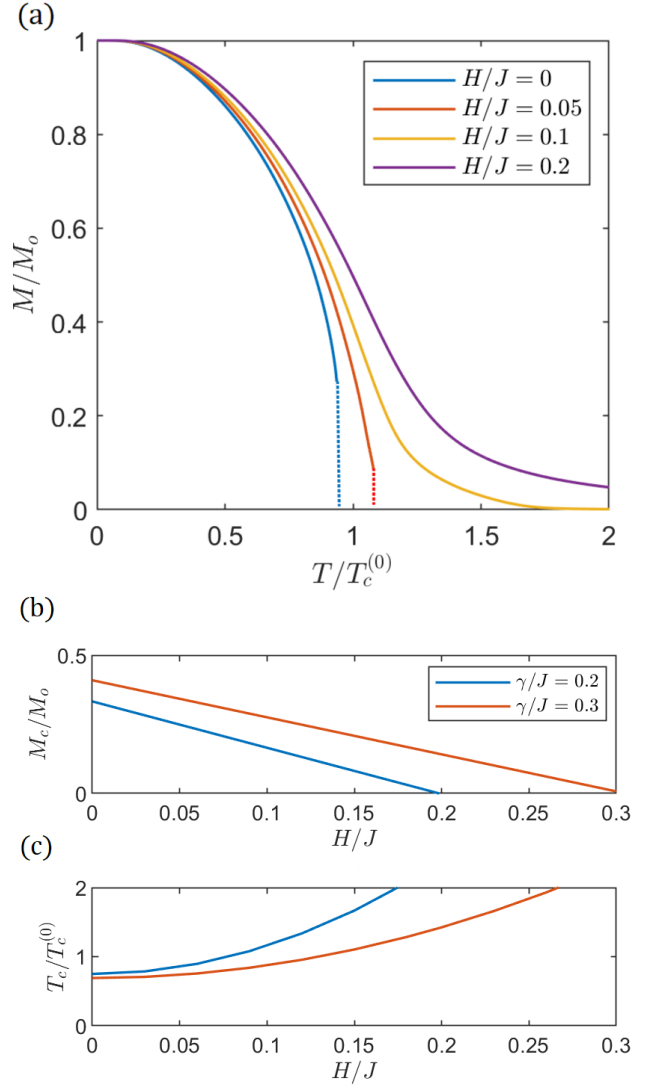 (a)
1
0.8
0.6
0.4
0.2
0
M/M_o
H/J = 0
H/J = 0.05
H/J = 0.1
H/J = 0.2
0 0.5 1 1.5 2
T/T_c^{(0)}
(b)
0.5
0
M_c/M_o
γ/J = 0.2
γ/J = 0.3
0 0.05 0.1 0.15 0.2 0.25 0.3
H/J
(c)
2
1
0
T_c/T_c^{(0)}
0 0.05 0.1 0.15 0.2 0.25 0.3
H/J